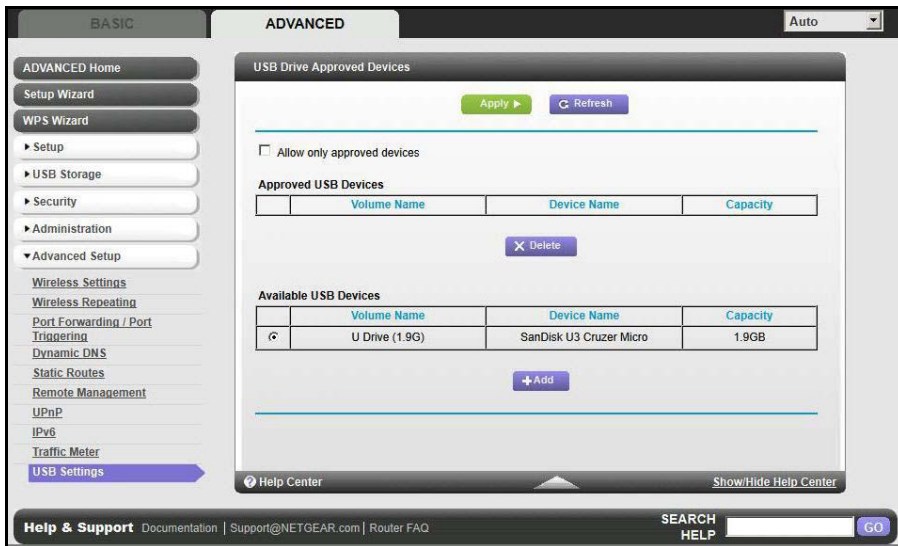 BASIC
ADVANCED
Auto
ADVANCED Home
Setup Wizard
WPS Wizard
Setup
USB Storage
Security
Administration
Advanced Setup
Wireless Settings
Wireless Repeating
Port Forwarding / Port
Triggering
Dynamic DNS
Static Routes
Remote Management
UPnP
IPv6
Traffic Meter
USB Settings
USB Drive Approved Devices
Apply
Refresh
Allow only approved devices
Approved USB Devices
Volume Name Device Name Capacity
Delete
Available USB Devices
Volume Name Device Name Capacity
U Drive (1.9G) SanDisk U3 Cruzer Micro 1.9GB
Add
Help Center Show/Hide Help Center
Help & Support Documentation | Support@NETGEAR.com | Router FAQ
SEARCH
HELP
GO